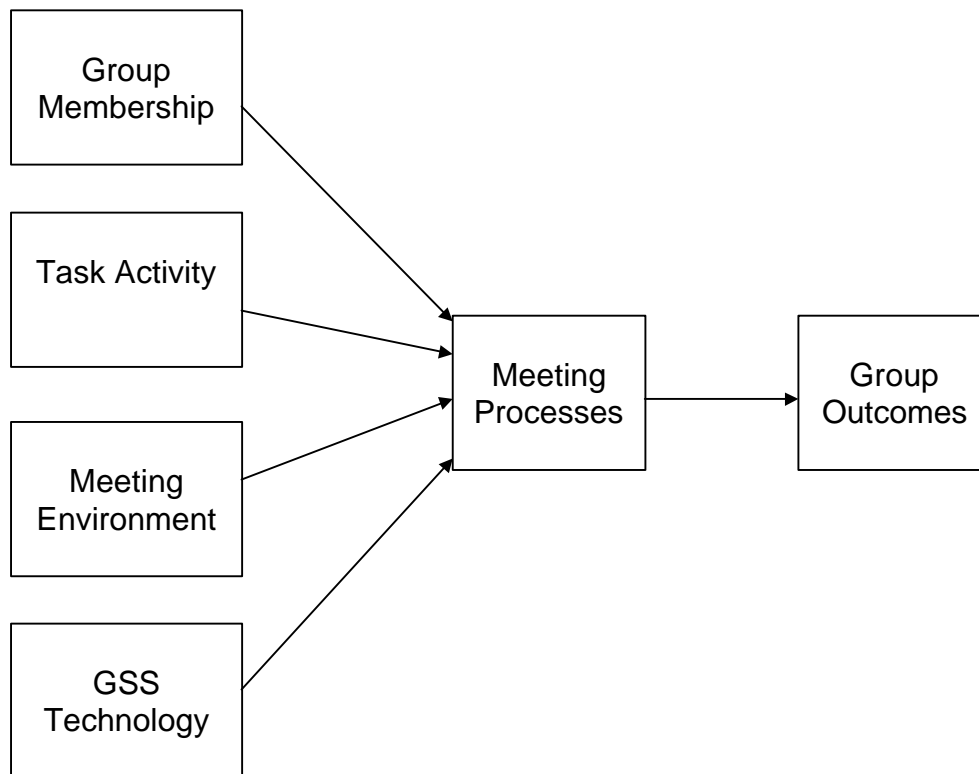 Group
Membership
Task Activity
Meeting
Environment
GSS
Technology
Meeting
Processes
Group
Outcomes